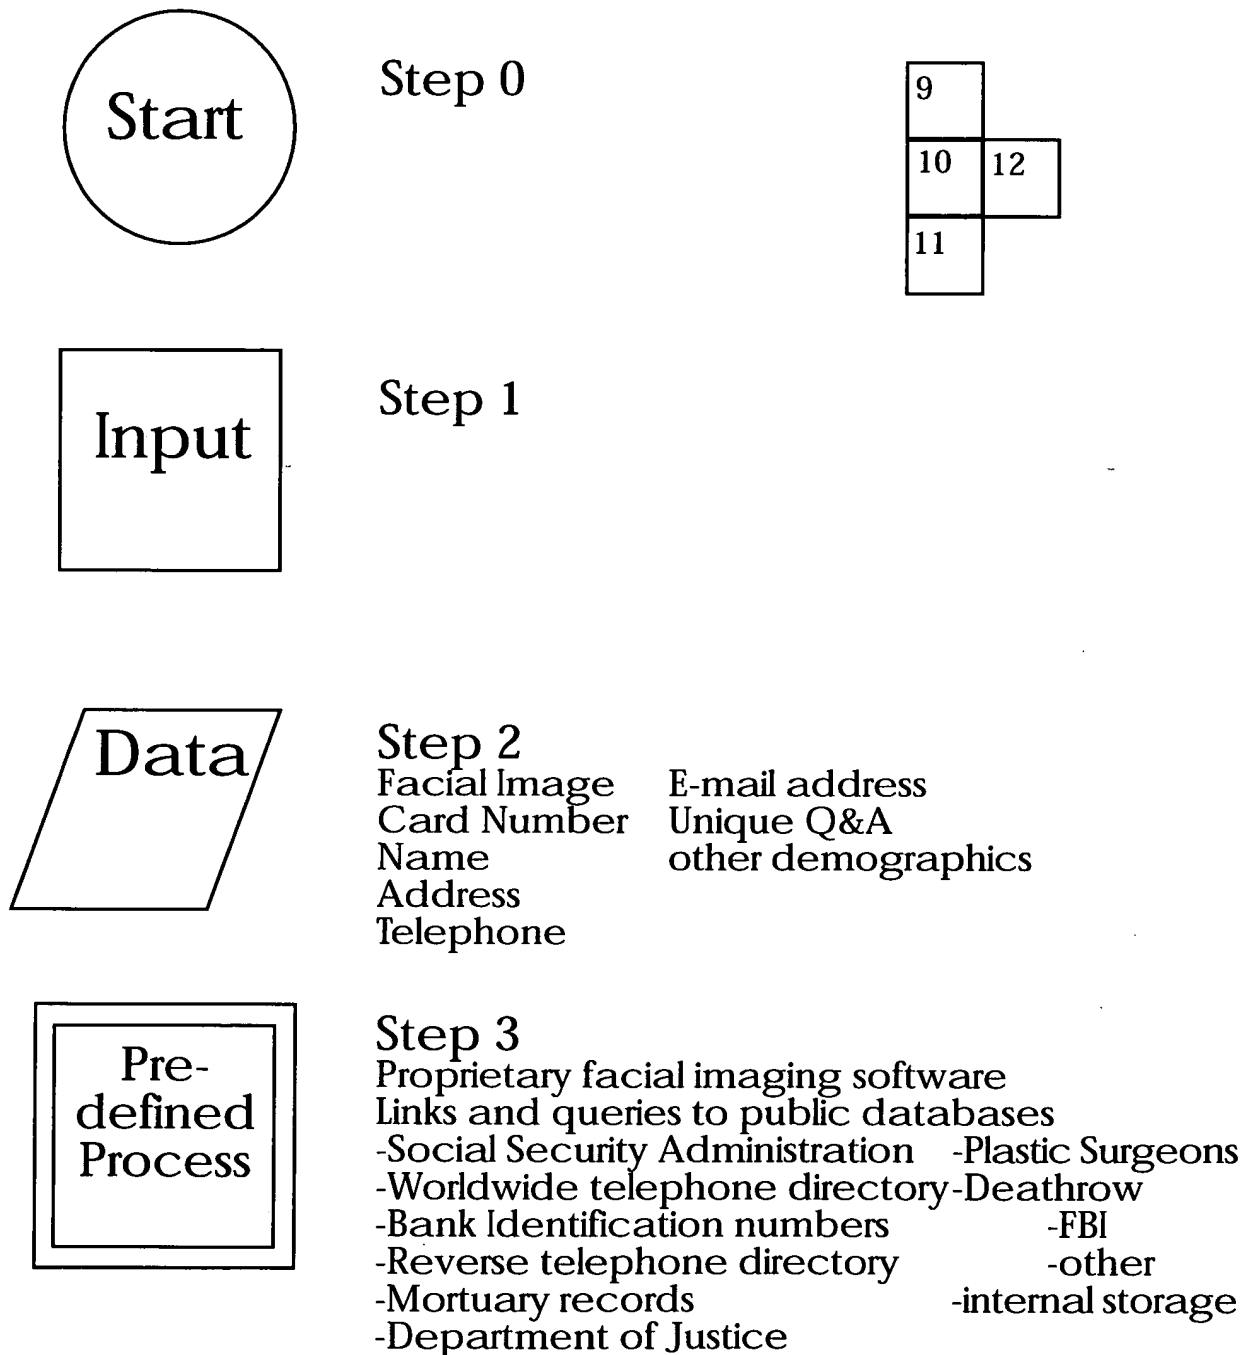 Start
Step 0
9
10 12
11
Input
Step 1
Data
Step 2
Facial Image E-mail address
Card Number Unique Q&A
Name other demographics
Address
Telephone
Pre-
defined
Process
Step 3
Proprietary facial imaging software
Links and queries to public databases
-Social Security Administration -Plastic Surgeons
-Worldwide telephone directory -Deathrow
-Bank Identification numbers -FBI
-Reverse telephone directory -other
-Mortuary records -internal storage
-Department of Justice